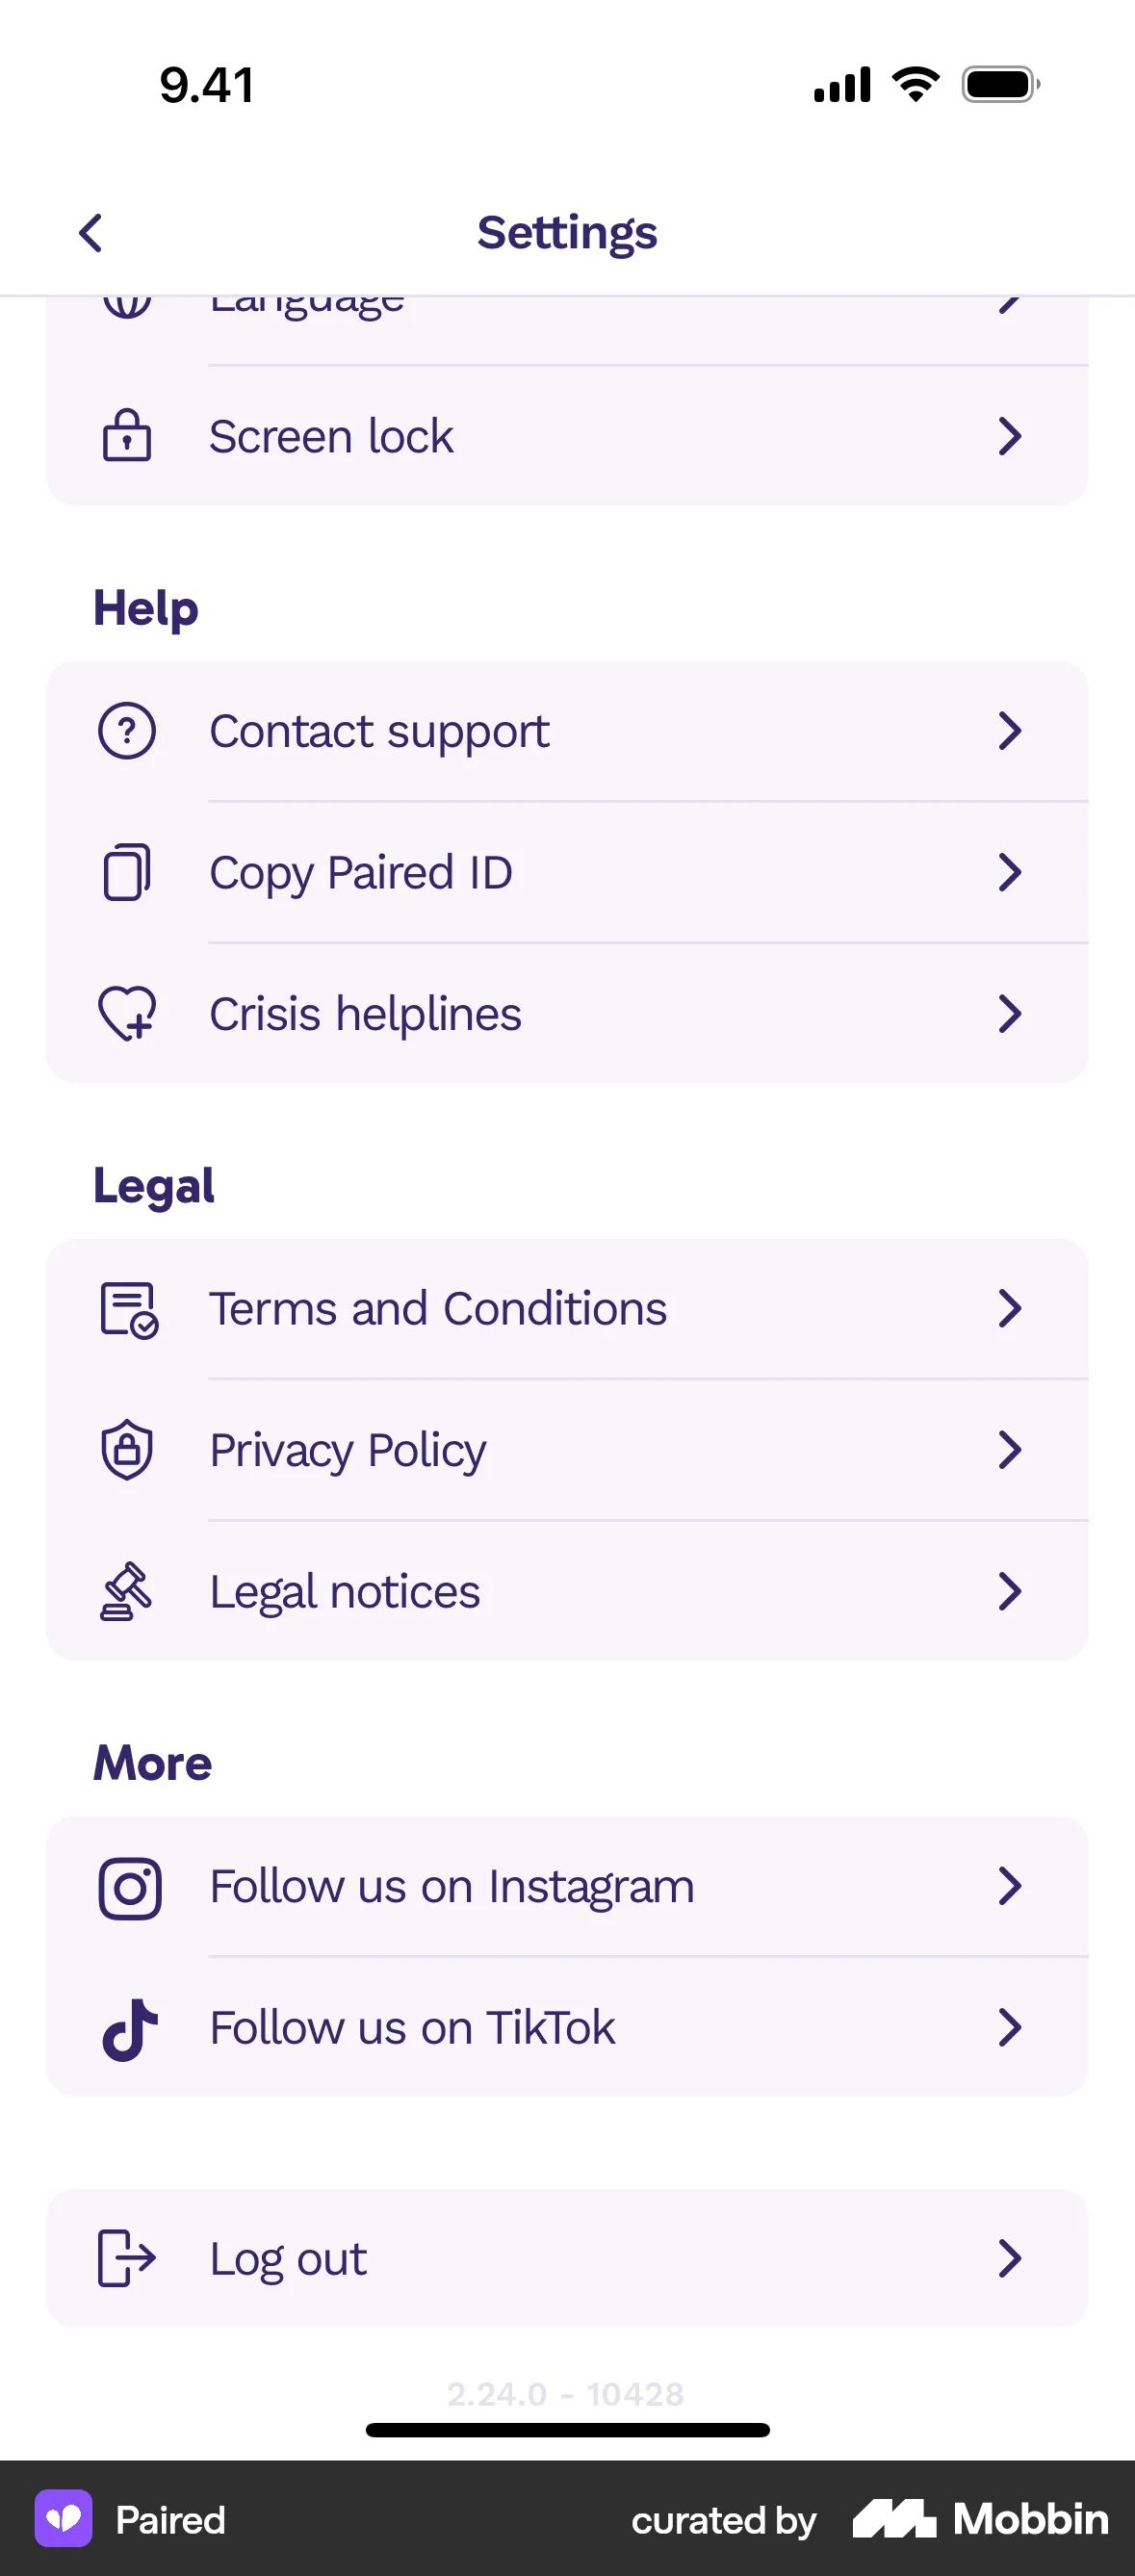 9.41
Settings
Language
Screen lock
Help
Contact support
Copy Paired ID
Crisis helplines
Legal
Terms and Conditions
Privacy Policy
Legal notices
More
Follow us on Instagram
Follow us on TikTok
Log out
2.24.0 - 10428
Paired
curated by Mobbin